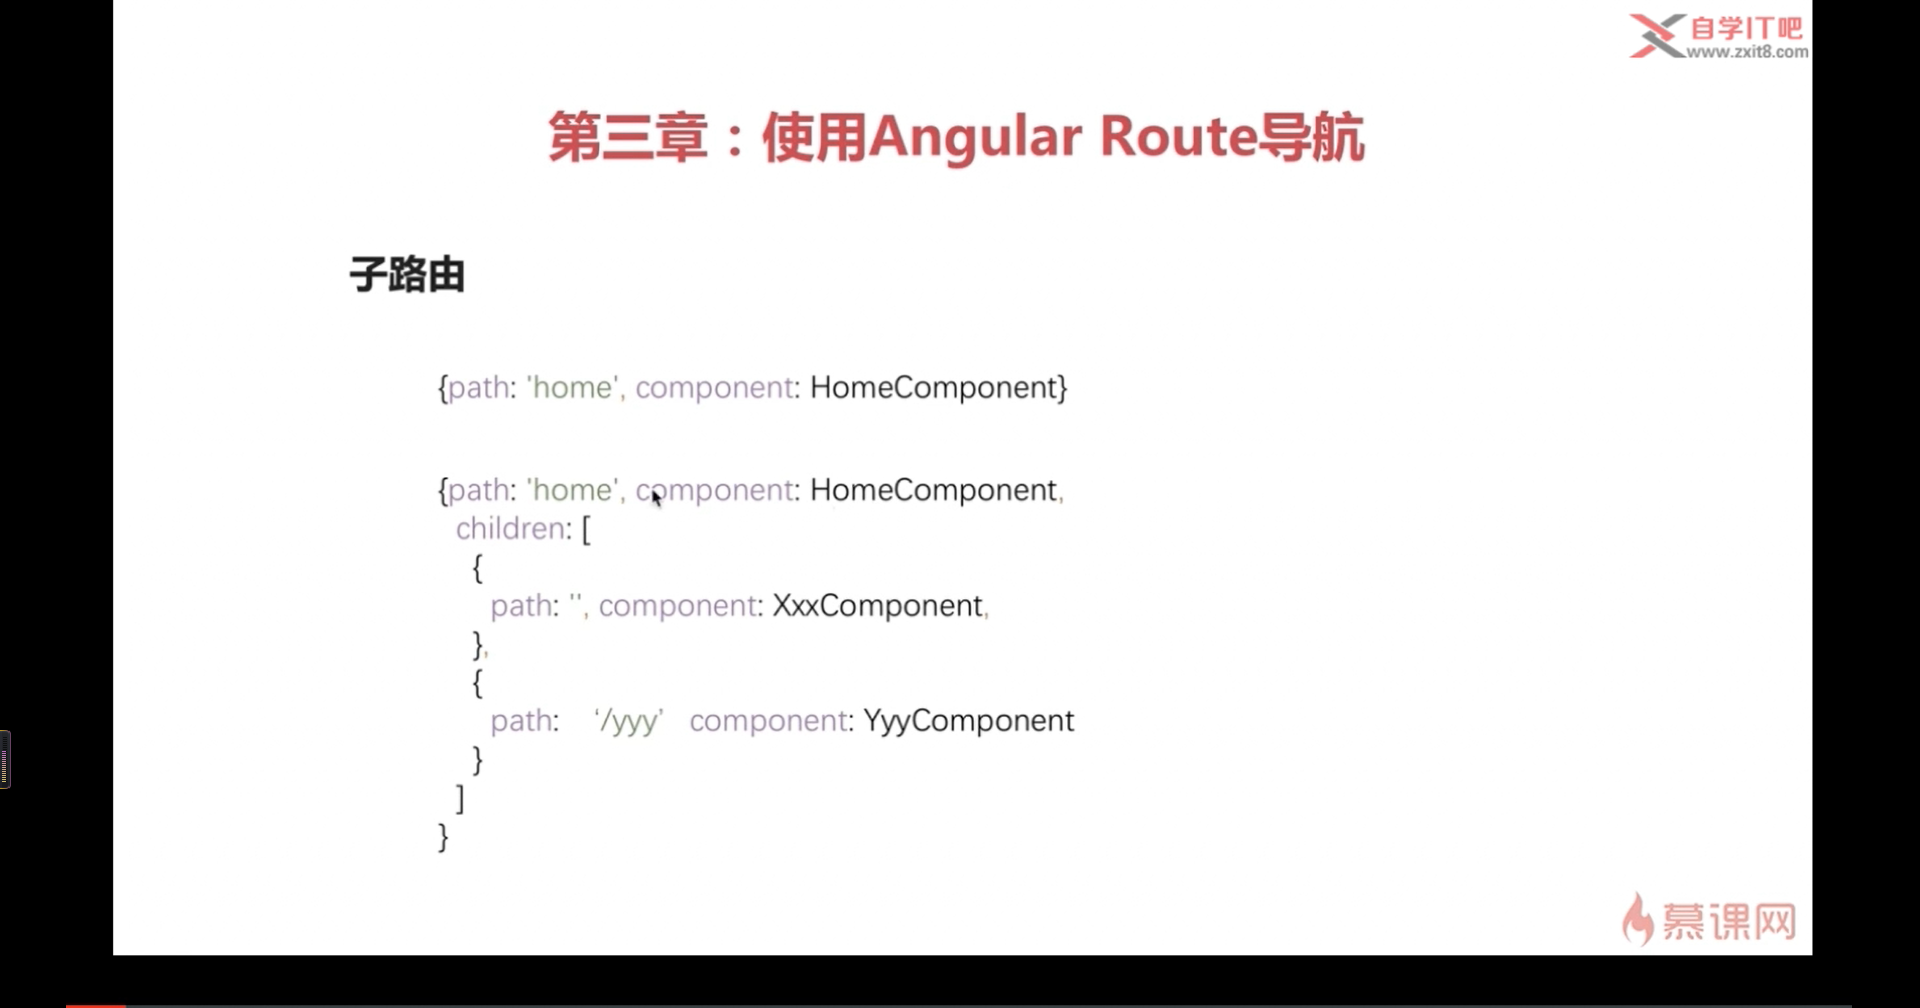 自学IT吧
www.zxit8.com
第三章：使用Angular Route导航
子路由
{path: 'home', component: HomeComponent}
{path: 'home', component: HomeComponent,
children: [
{
path: '', component: XxxComponent,
},
{
path: ‘/yyy’ component: YyyComponent
}
]
}
慕课网